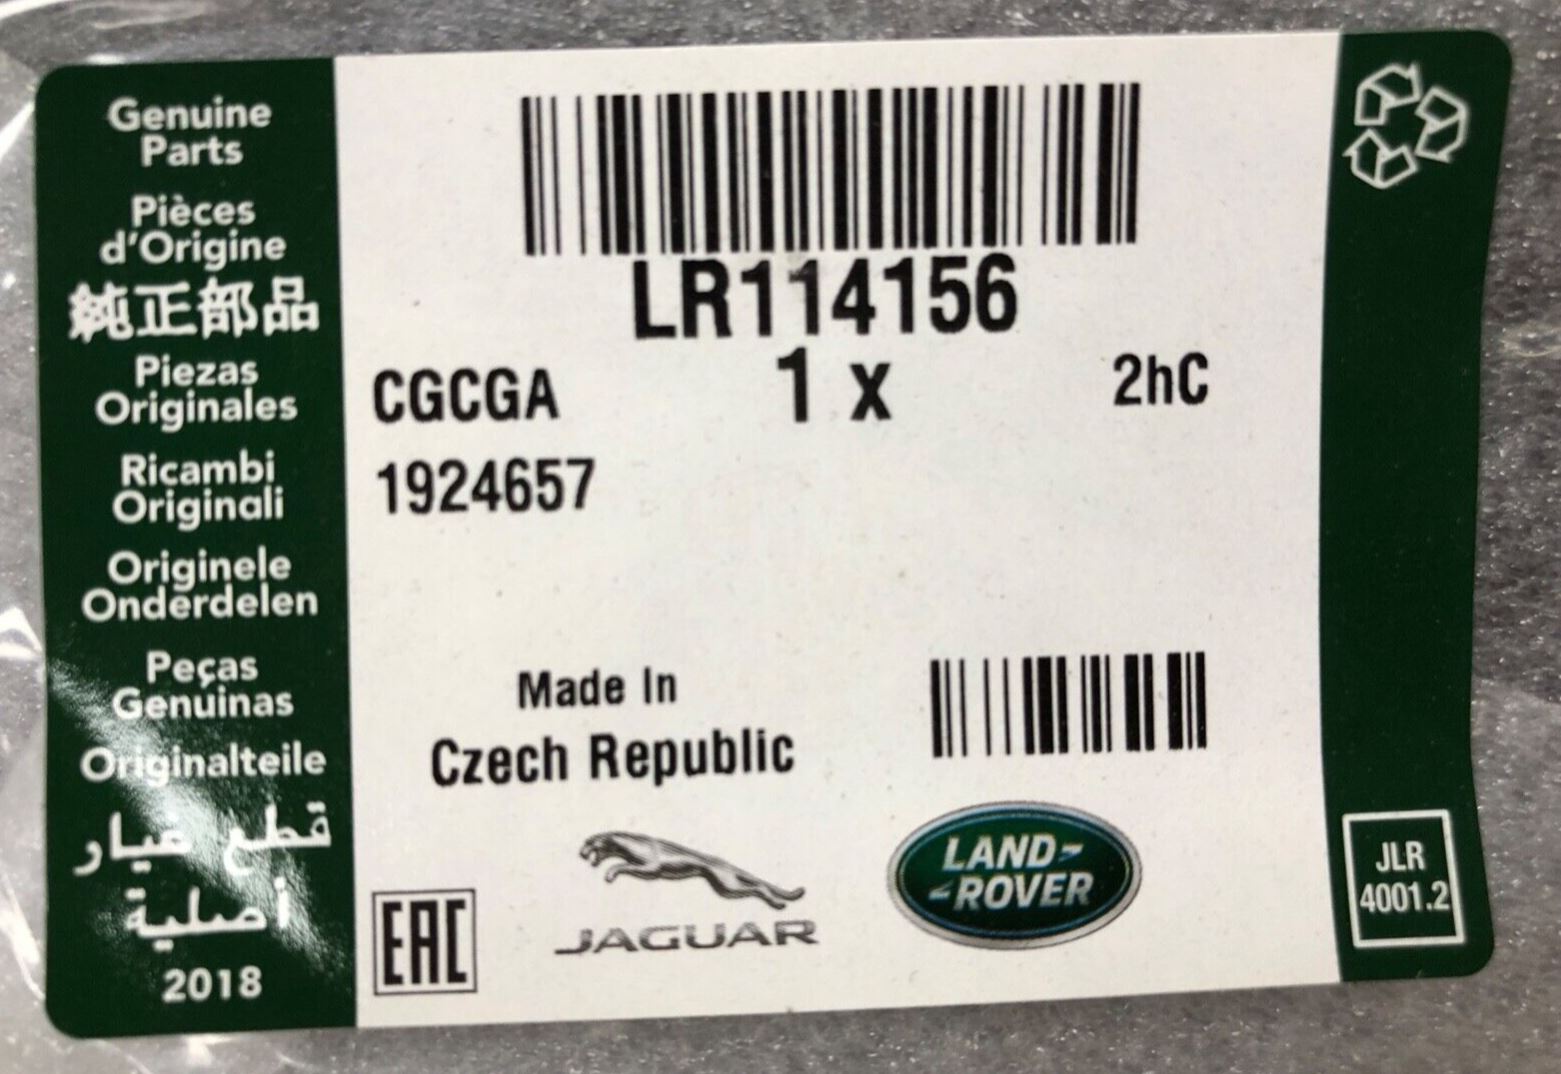 Genuine
Parts
Pièces
d'Origine
純正部品
Piezas
Originales
Ricambi
Originali
Originele
Onderdelen
Peças
Genuinas
Originalteile
قطع غيار
أصلية
2018
LR114156
CGCGA 1 x 2hC
1924657
Made In
Czech Republic
EAC
JAGUAR
LAND-
-ROVER
JLR
4001.2